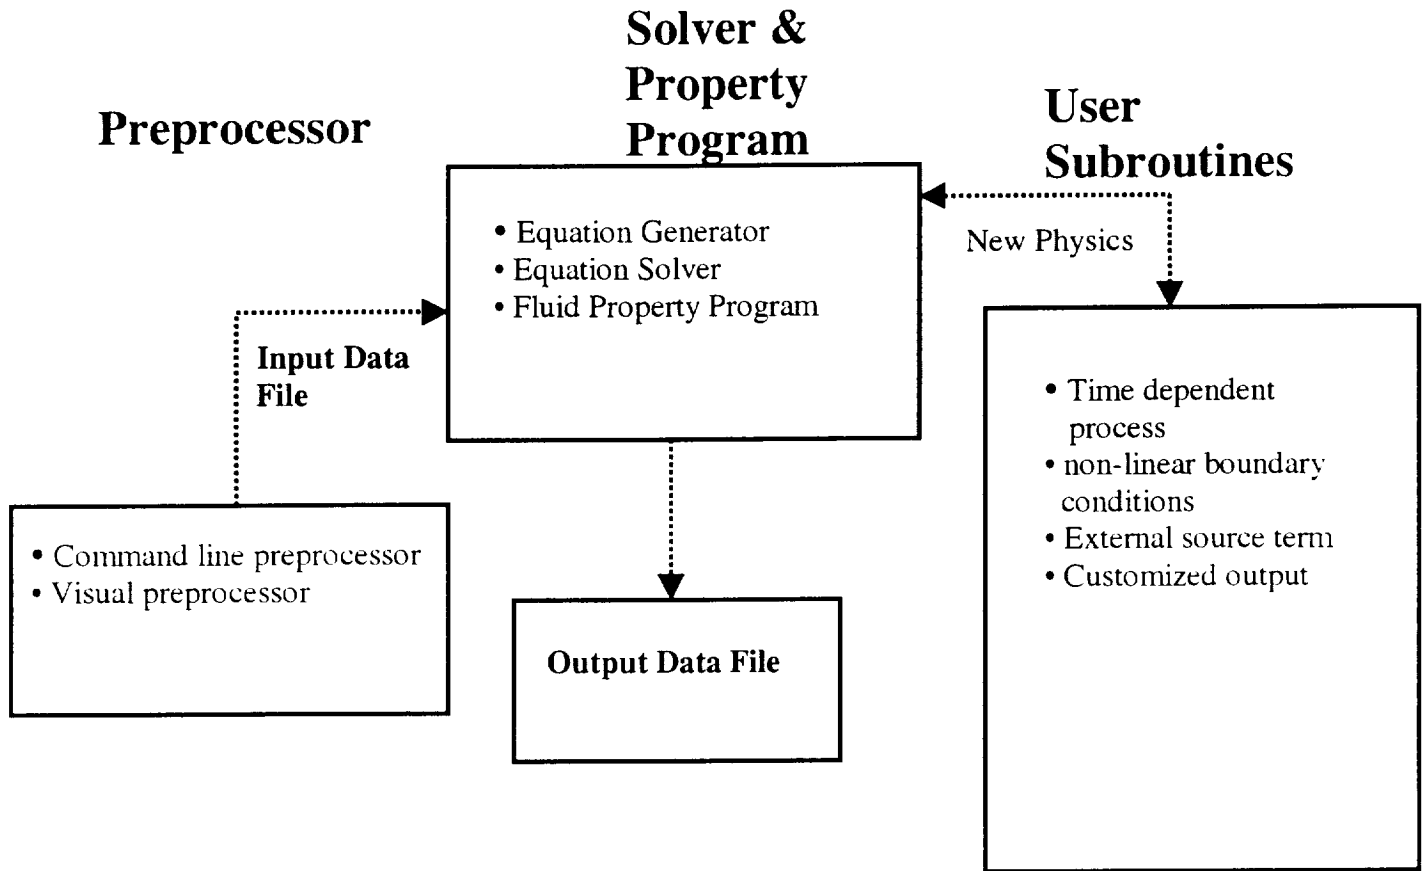 Preprocessor
Solver &
Property
Program
User
Subroutines
• Equation Generator
• Equation Solver
• Fluid Property Program
New Physics
Input Data
File
• Time dependent
process
• non-linear boundary
conditions
• External source term
• Customized output
• Command line preprocessor
• Visual preprocessor
Output Data File